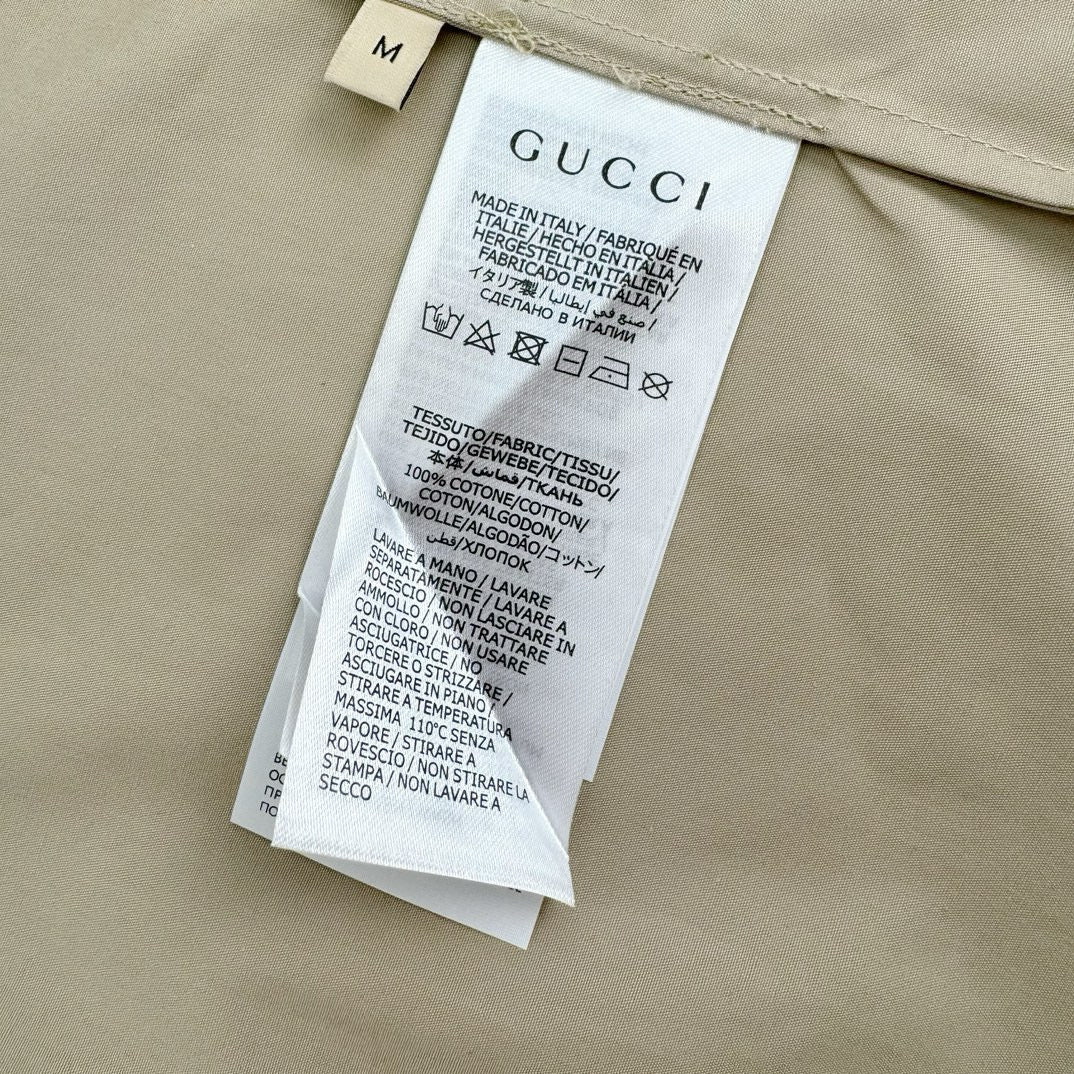 M
GUCCI
MADE IN ITALY / FABRIQUÉ EN
ITALIE / HECHO EN ITALIA /
HERGESTELLT IN ITALIEN /
FABRICADO EM ITÁLIA /
イタリア製 / صنع في إيطاليا /
СДЕЛАНО В ИТАЛИИ
TESSUTO/FABRIC/TISSU/
TEJIDO/GEWEBE/TECIDO/
本体/قماش/ТКАНЬ
100% COTONE/COTTON/
COTON/ALGODON/
BAUMWOLLE/ALGODÃO/コットン/
قطن/ХЛОПОК
LAVARE A MANO / LAVARE
SEPARATAMENTE / LAVARE A
ROCESCIO / NON LASCIARE IN
AMMOLLO / NON TRATTARE
CON CLORO / NON USARE
ASCIUGATRICE / NO
TORCERE O STRIZZARE /
ASCIUGARE IN PIANO /
STIRARE A TEMPERATURA
MASSIMA 110°C SENZA
VAPORE / STIRARE A
ROVESCIO / NON STIRARE LA
STAMPA / NON LAVARE A
SECCO